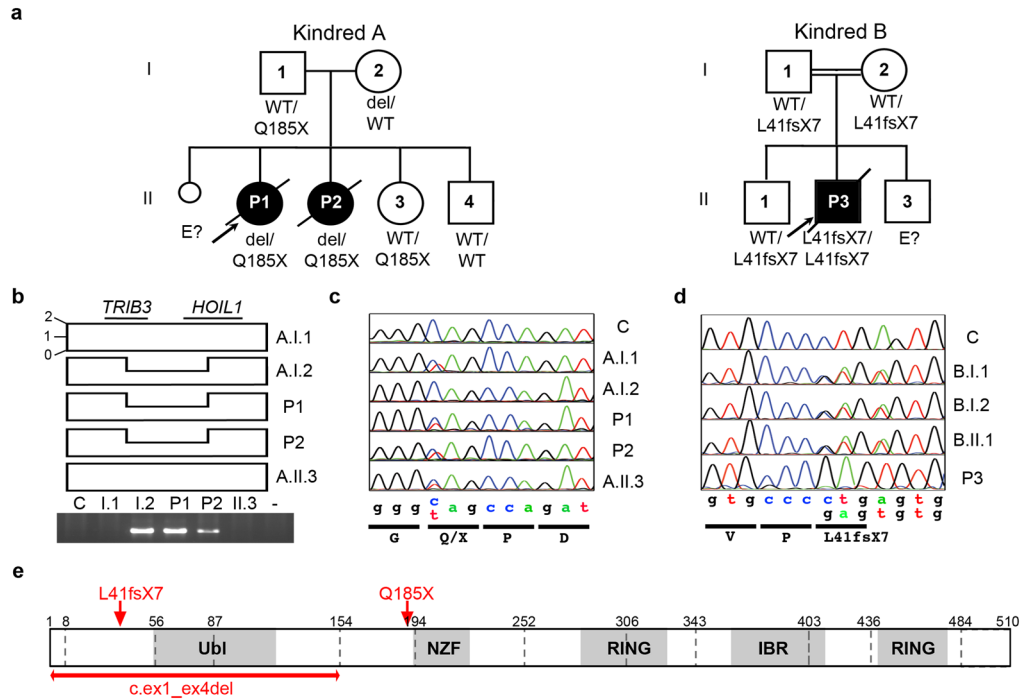 a
Kindred A
Kindred B
I
1
2
WT/
Q185X
del/
WT
I
1
2
WT/
L41fsX7
WT/
L41fsX7
II
E?
P1
P2
3
4
del/
Q185X
del/
Q185X
WT/
Q185X
WT/
WT
II
1
P3
3
WT/
L41fsX7
L41fsX7/
L41fsX7
E?
b
TRIB3 HOIL1
2
1
0
A.I.1
A.I.2
P1
P2
A.II.3
C I.1 I.2 P1 P2 II.3 -
c
C
A.I.1
A.I.2
P1
P2
A.II.3
g g g c a g c c a g a t
t
G Q/X P D
d
C
B.I.1
B.I.2
B.II.1
P3
g t g c c c c t g a g t g
g a g t g t g
V P L41fsX7
e
L41fsX7
Q185X
1 8 56 87 154 194 252 306 343 403 436 484 510
Ubl NZF RING IBR RING
c.ex1_ex4del